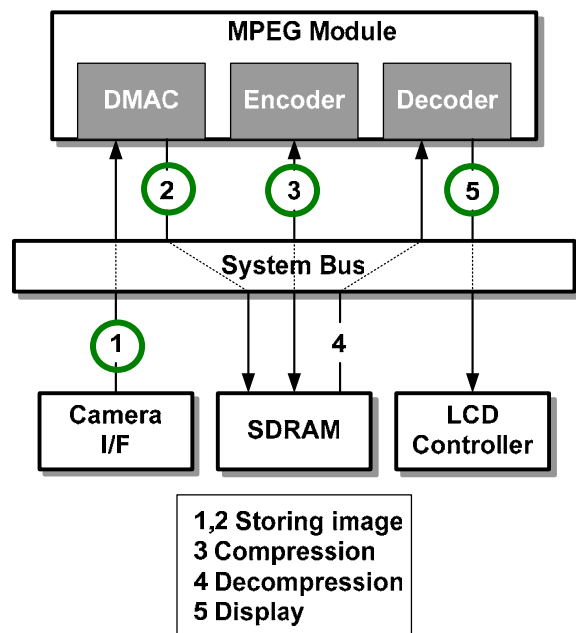 MPEG Module
DMAC
Encoder
Decoder
2
3
5
System Bus
1
4
Camera
I/F
SDRAM
LCD
Controller
1,2 Storing image
3 Compression
4 Decompression
5 Display